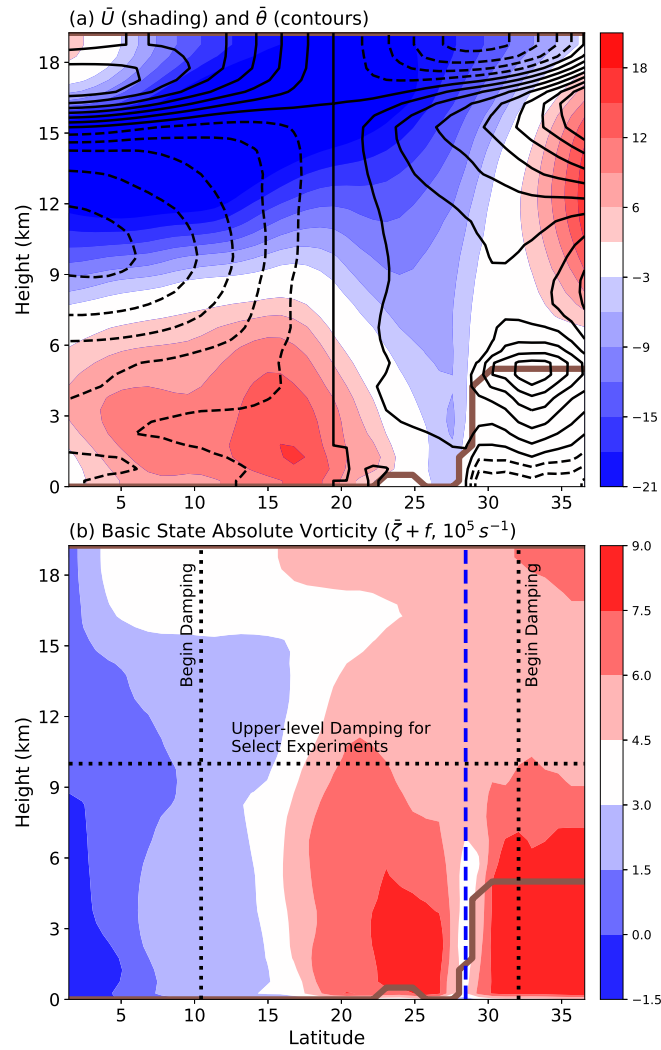 (a) Ū (shading) and θ̄ (contours)
Height (km)
18
15
12
9
6
3
0
5 10 15 20 25 30 35
18
12
6
−3
−9
−15
−21
(b) Basic State Absolute Vorticity (ζ̄ + f, 10⁵ s⁻¹)
Height (km)
18
15
12
9
6
3
0
Begin Damping
Begin Damping
Upper-level Damping for
Select Experiments
5 10 15 20 25 30 35
Latitude
9.0
7.5
6.0
4.5
3.0
1.5
0.0
−1.5